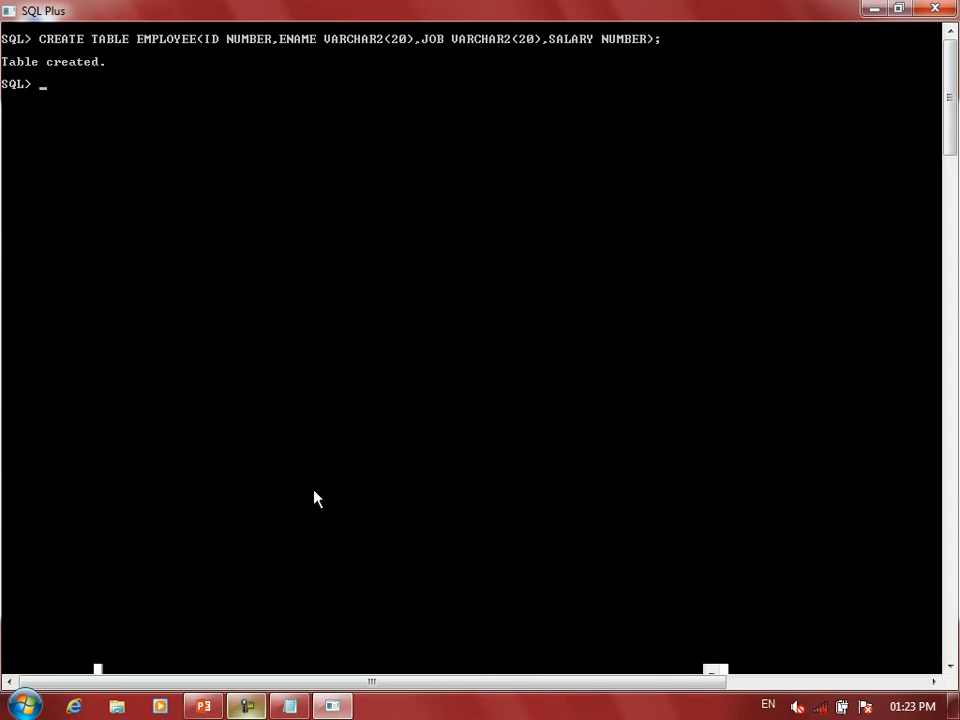 SQL Plus
SQL> CREATE TABLE EMPLOYEE(ID NUMBER,ENAME VARCHAR2(20),JOB VARCHAR2(20),SALARY NUMBER);
Table created.
SQL> _
EN
01:23 PM